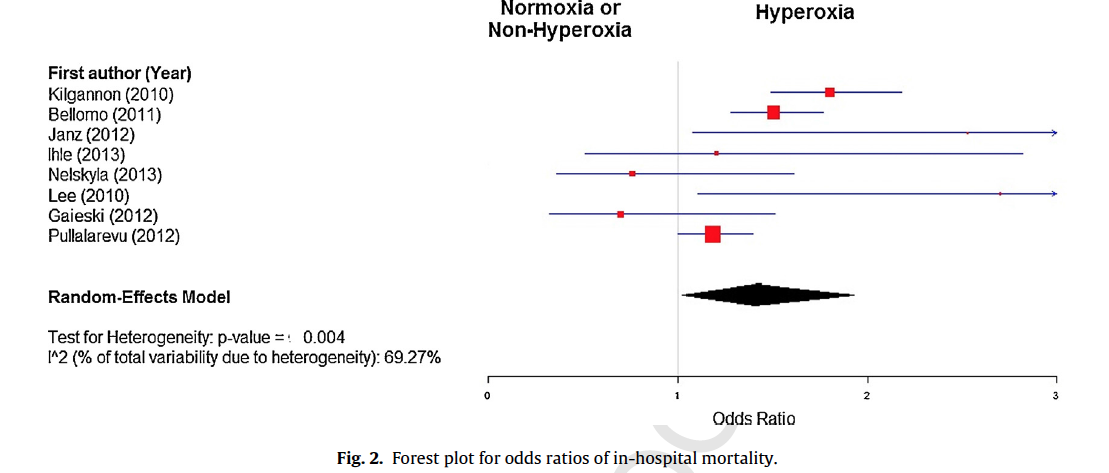 Normoxia or
Non-Hyperoxia
Hyperoxia
First author (Year)
Kilgannon (2010)
Bellomo (2011)
Janz (2012)
Ihle (2013)
Nelskyla (2013)
Lee (2010)
Gaieski (2012)
Pullalarevu (2012)
Random-Effects Model
Test for Heterogeneity: p-value = 0.004
I^2 (% of total variability due to heterogeneity): 69.27%
0 1 2 3
Odds Ratio
Fig. 2. Forest plot for odds ratios of in-hospital mortality.